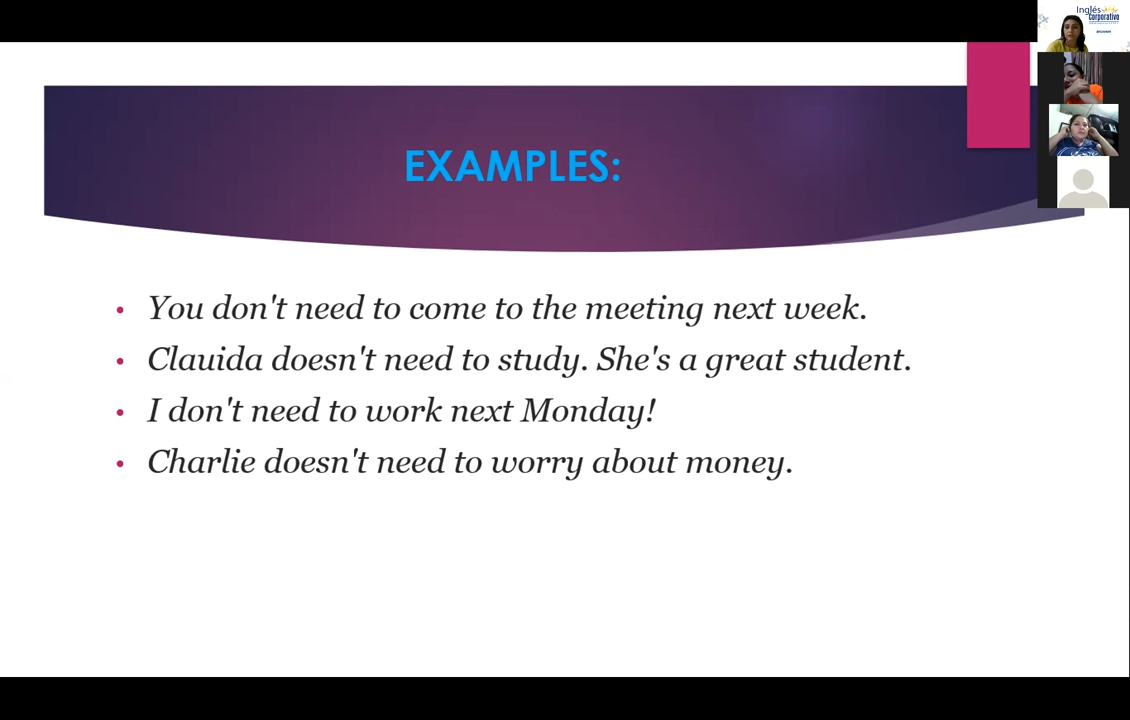 Inglés
Corporativo
EXAMPLES:
• You don't need to come to the meeting next week.
• Clauida doesn't need to study. She's a great student.
• I don't need to work next Monday!
• Charlie doesn't need to worry about money.